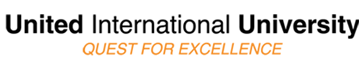 United International University
QUEST FOR EXCELLENCE